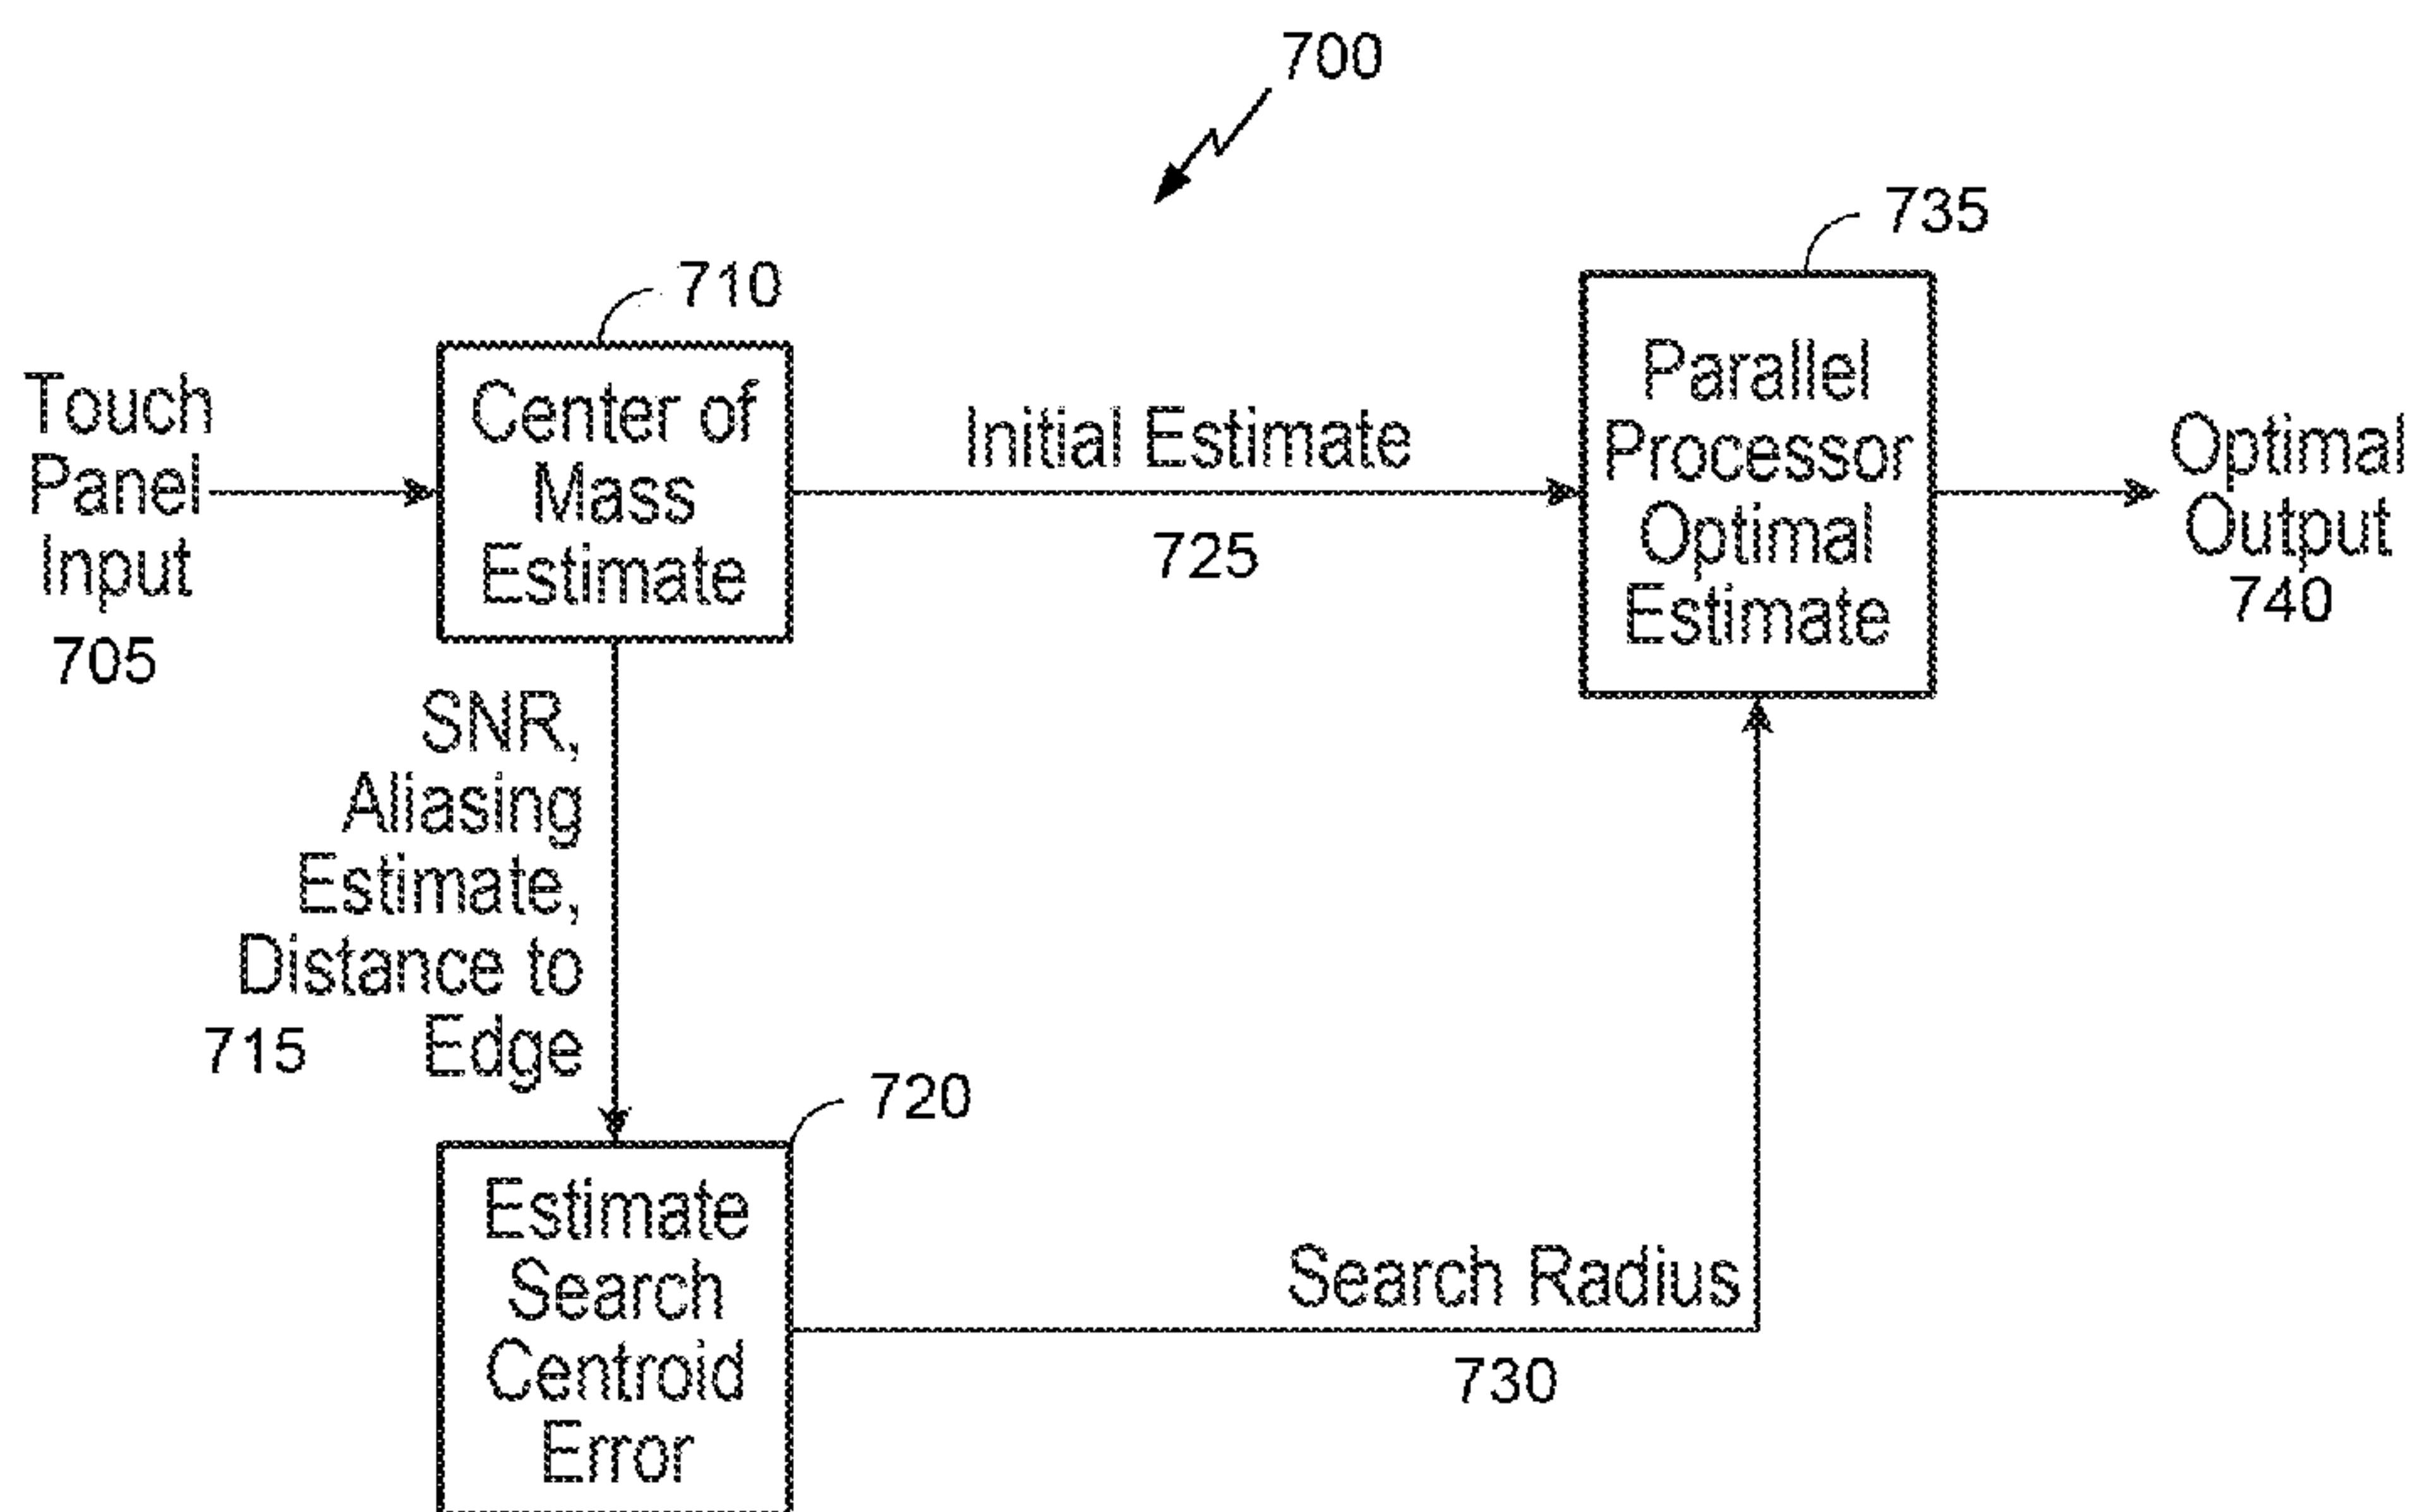 700
735
710
Touch
Panel
Input
705
Center of
Mass
Estimate
Initial Estimate
725
Parallel
Processor
Optimal
Estimate
Optimal
Output
740
SNR,
Aliasing
Estimate,
Distance to
Edge
715
720
Estimate
Search
Centroid
Error
Search Radius
730